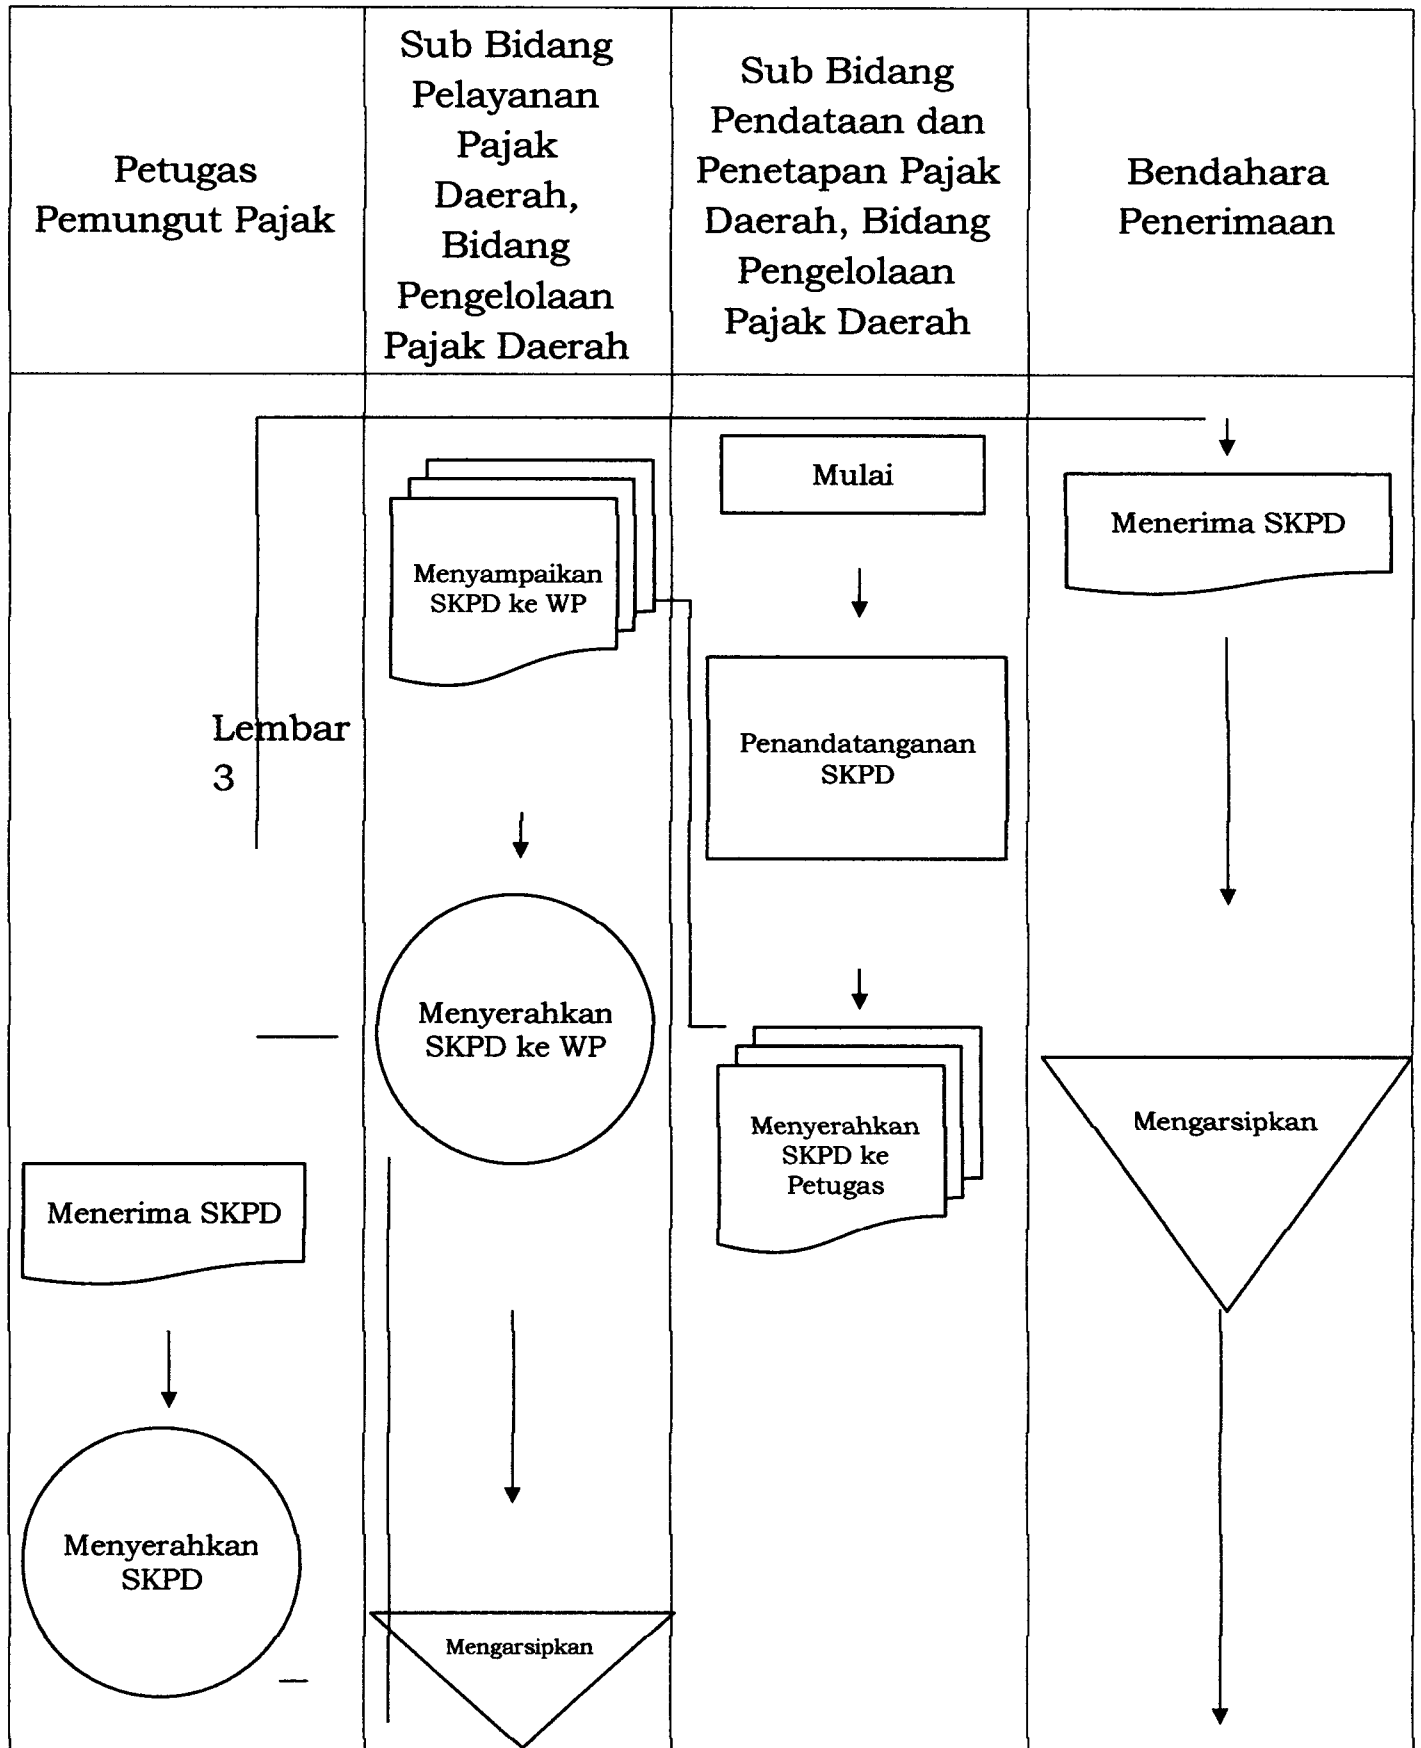 Petugas
Pemungut Pajak
Sub Bidang
Pelayanan
Pajak
Daerah,
Bidang
Pengelolaan
Pajak Daerah
Sub Bidang
Pendataan dan
Penetapan Pajak
Daerah, Bidang
Pengelolaan
Pajak Daerah
Bendahara
Penerimaan
Mulai
Menerima SKPD
Menyampaikan
SKPD ke WP
Lembar
3
Penandatanganan
SKPD
Menyerahkan
SKPD ke WP
Menyerahkan
SKPD ke
Petugas
Mengarsipkan
Menerima SKPD
Menyerahkan
SKPD
Mengarsipkan